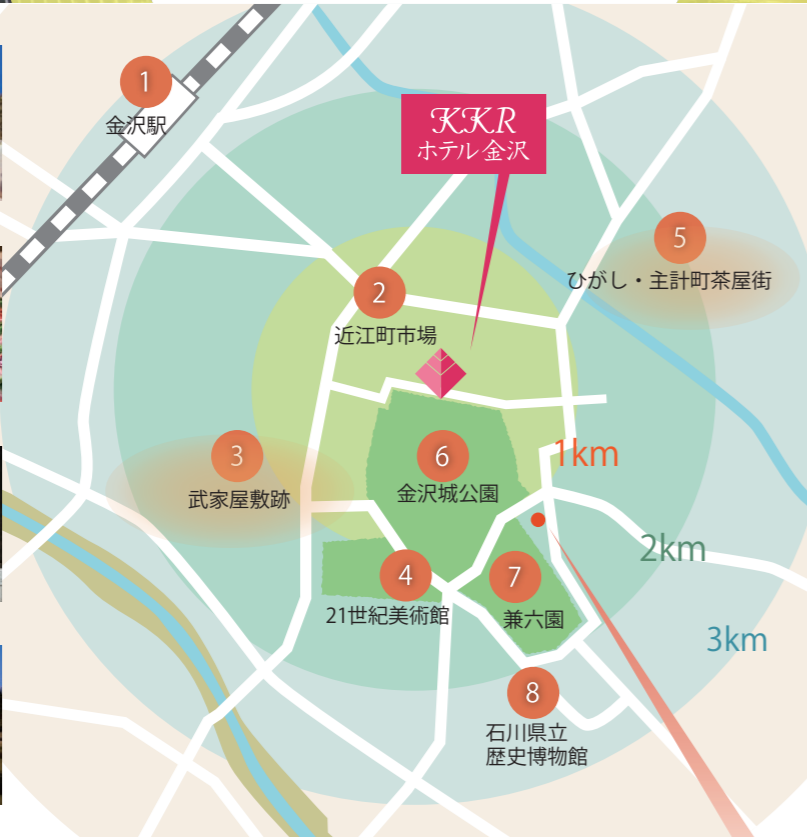 1
金沢駅
KKR
ホテル金沢
5
ひがし・主計町茶屋街
2
近江町市場
3
武家屋敷跡
6
金沢城公園
1km
2km
3km
4
21世紀美術館
7
兼六園
8
石川県立
歴史博物館